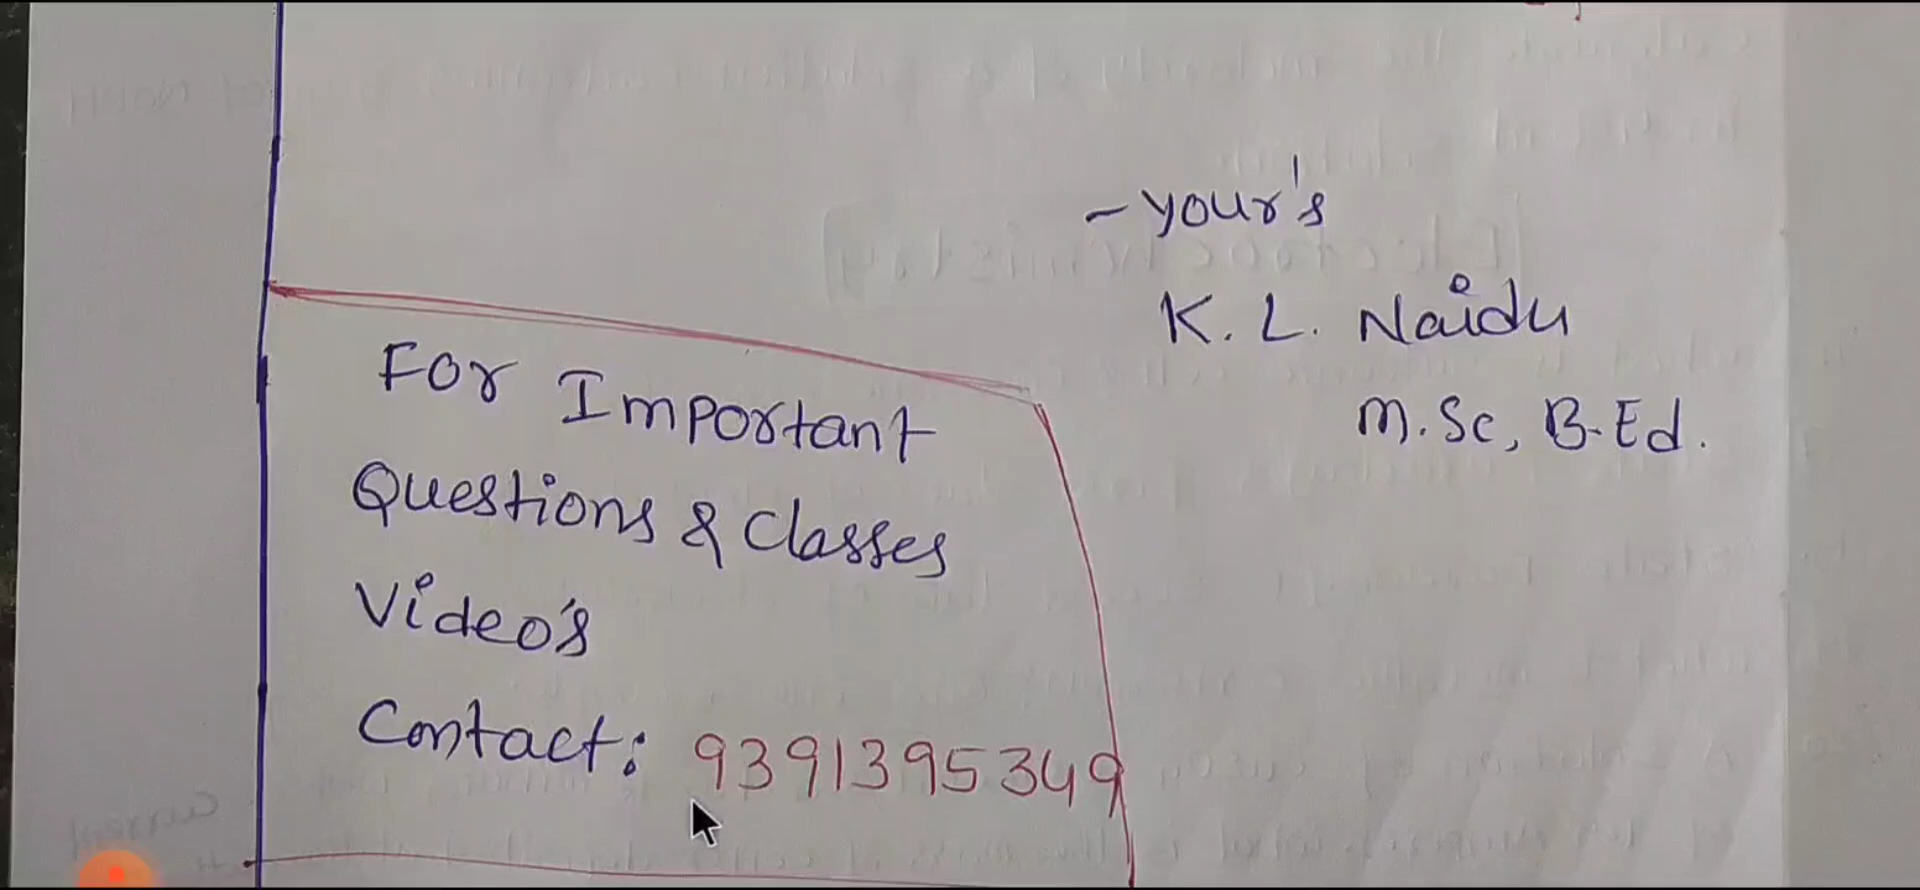 - your's
K. L. Naidu
M.Sc, B.Ed.
For Important
Questions & Classes
Video's
Contact: 9391395349